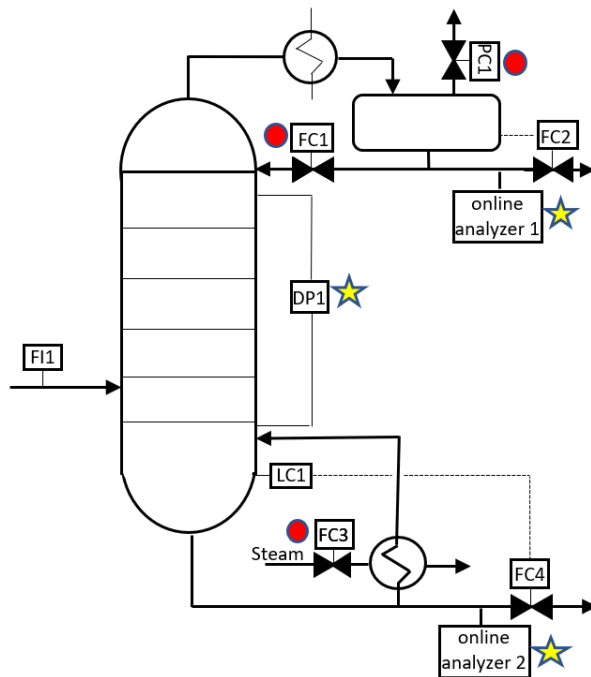 PC1
FC1
FC2
online
analyzer 1
DP1
FI1
LC1
FC3
Steam
FC4
online
analyzer 2